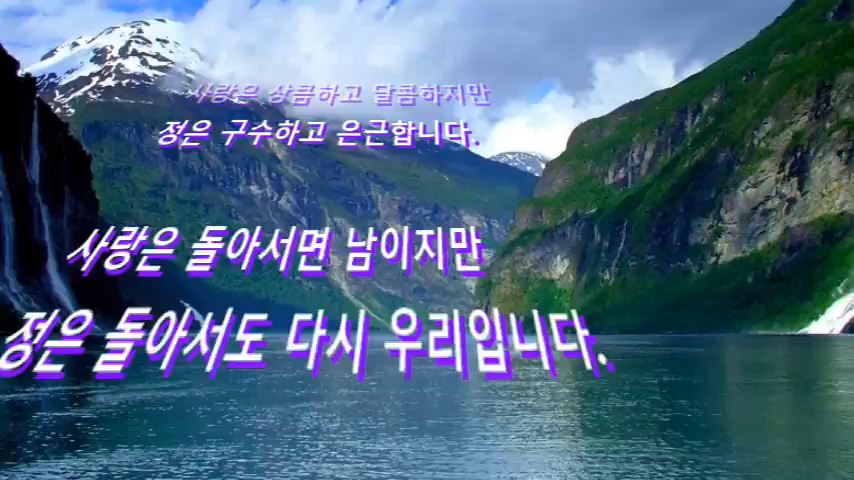 사랑은 상큼하고 달콤하지만
정은 구수하고 은근합니다.
사랑은 돌아서면 남이지만
정은 돌아서도 다시 우리입니다.